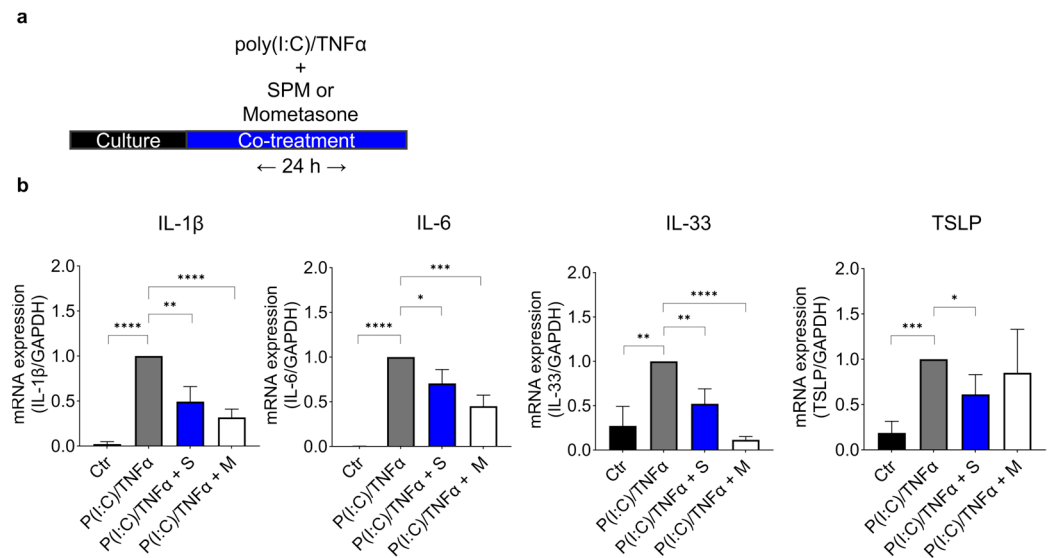 a
poly(I:C)/TNFα
+
SPM or
Mometasone
Culture Co-treatment
← 24 h →
b
IL-1β
mRNA expression
(IL-1β/GAPDH)
2.0
1.5
1.0
0.5
0.0
****
**
****
Ctr
P(I:C)/TNFα
P(I:C)/TNFα + S
P(I:C)/TNFα + M
IL-6
mRNA expression
(IL-6/GAPDH)
2.0
1.5
1.0
0.5
0.0
***
*
****
Ctr
P(I:C)/TNFα
P(I:C)/TNFα + S
P(I:C)/TNFα + M
IL-33
mRNA expression
(IL-33/GAPDH)
2.0
1.5
1.0
0.5
0.0
****
**
**
Ctr
P(I:C)/TNFα
P(I:C)/TNFα + S
P(I:C)/TNFα + M
TSLP
mRNA expression
(TSLP/GAPDH)
2.0
1.5
1.0
0.5
0.0
*
***
Ctr
P(I:C)/TNFα
P(I:C)/TNFα + S
P(I:C)/TNFα + M